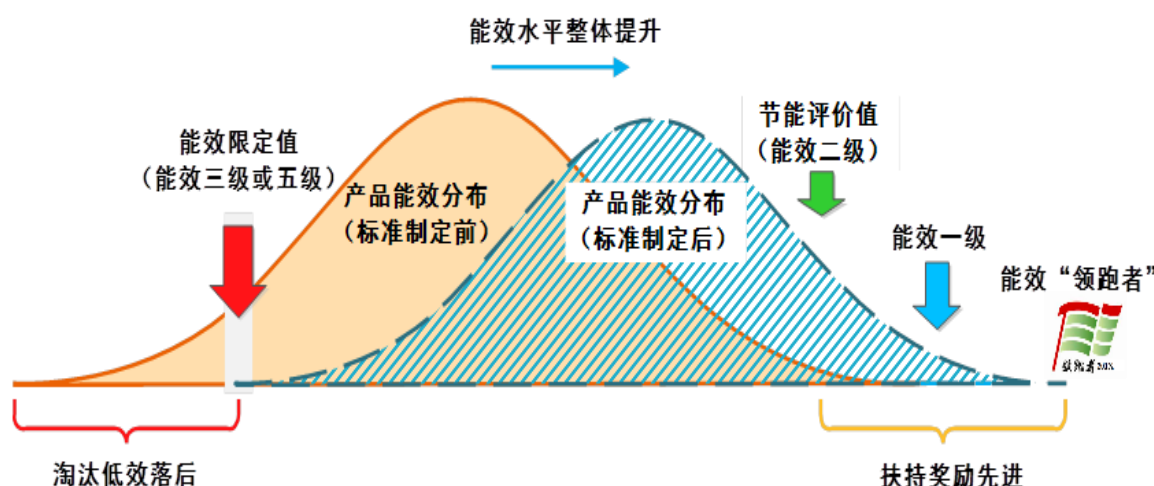 能效水平整体提升
能效限定值
（能效三级或五级）
产品能效分布
（标准制定前）
产品能效分布
（标准制定后）
节能评价值
（能效二级）
能效一级
能效“领跑者”
淘汰低效落后
扶持奖励先进